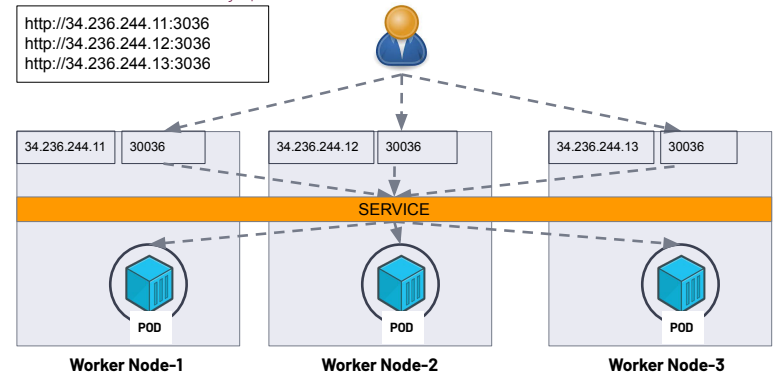 http://34.236.244.11:3036
http://34.236.244.12:3036
http://34.236.244.13:3036
34.236.244.11
30036
34.236.244.12
30036
34.236.244.13
30036
SERVICE
POD
POD
POD
Worker Node-1
Worker Node-2
Worker Node-3